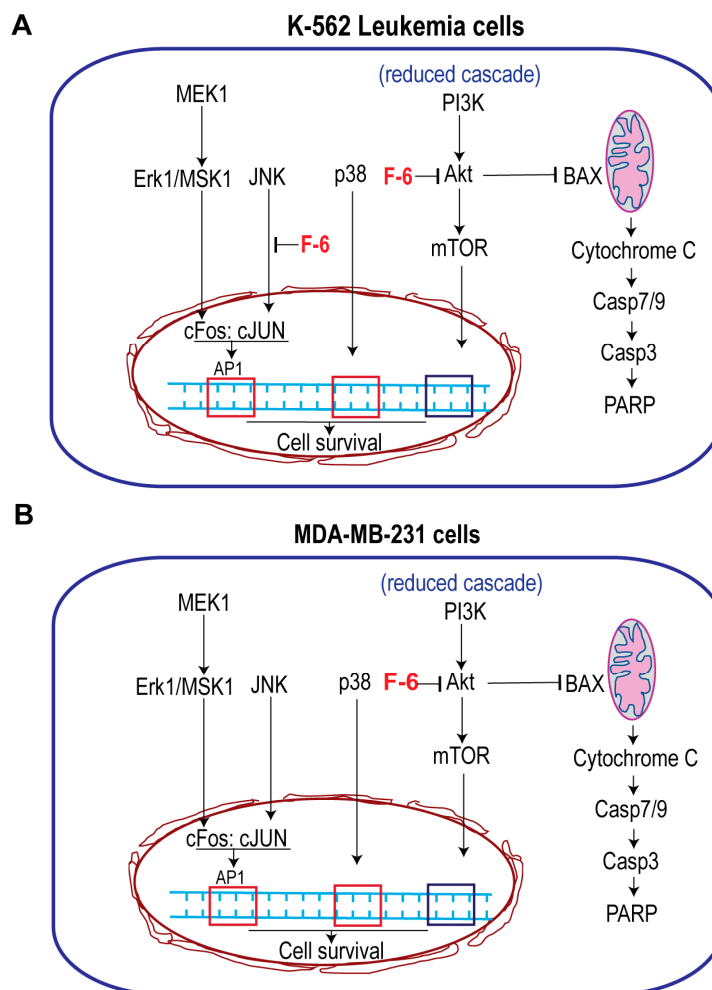 A
K-562 Leukemia cells
(reduced cascade)
MEK1
PI3K
Erk1/MSK1
JNK
p38
F-6
Akt
BAX
F-6
mTOR
Cytochrome C
Casp7/9
cFos: cJUN
Casp3
AP1
PARP
Cell survival
B
MDA-MB-231 cells
(reduced cascade)
MEK1
PI3K
Erk1/MSK1
JNK
p38
F-6
Akt
BAX
mTOR
Cytochrome C
Casp7/9
cFos: cJUN
Casp3
AP1
PARP
Cell survival